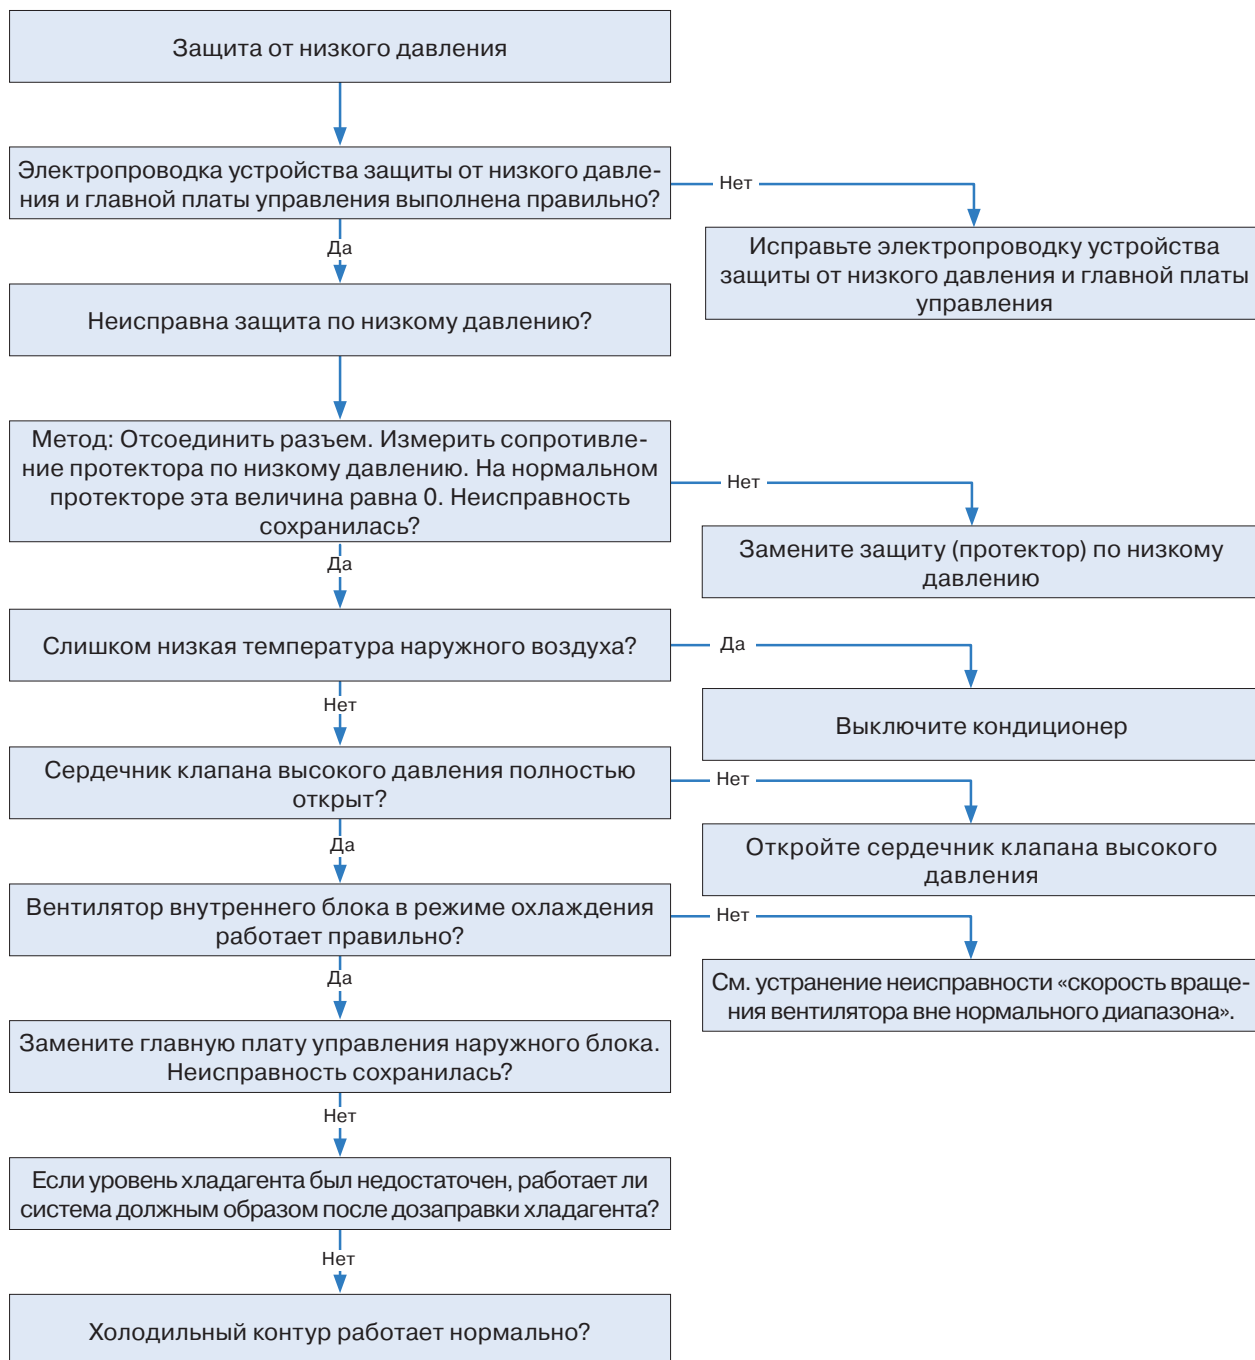 Защита от низкого давления
Электропроводка устройства защиты от низкого давле-
ния и главной платы управления выполнена правильно?
Нет
Исправьте электропроводку устройства
защиты от низкого давления и главной платы
управления
Да
Неисправна защита по низкому давлению?
Метод: Отсоединить разъем. Измерить сопротивле-
ние протектора по низкому давлению. На нормальном
протекторе эта величина равна 0. Неисправность
сохранилась?
Нет
Замените защиту (протектор) по низкому
давлению
Да
Слишком низкая температура наружного воздуха?
Да
Выключите кондиционер
Нет
Сердечник клапана высокого давления полностью
открыт?
Нет
Откройте сердечник клапана высокого
давления
Да
Вентилятор внутреннего блока в режиме охлаждения
работает правильно?
Нет
См. устранение неисправности «скорость враще-
ния вентилятора вне нормального диапазона».
Да
Замените главную плату управления наружного блока.
Неисправность сохранилась?
Нет
Если уровень хладагента был недостаточен, работает ли
система должным образом после дозаправки хладагента?
Нет
Холодильный контур работает нормально?